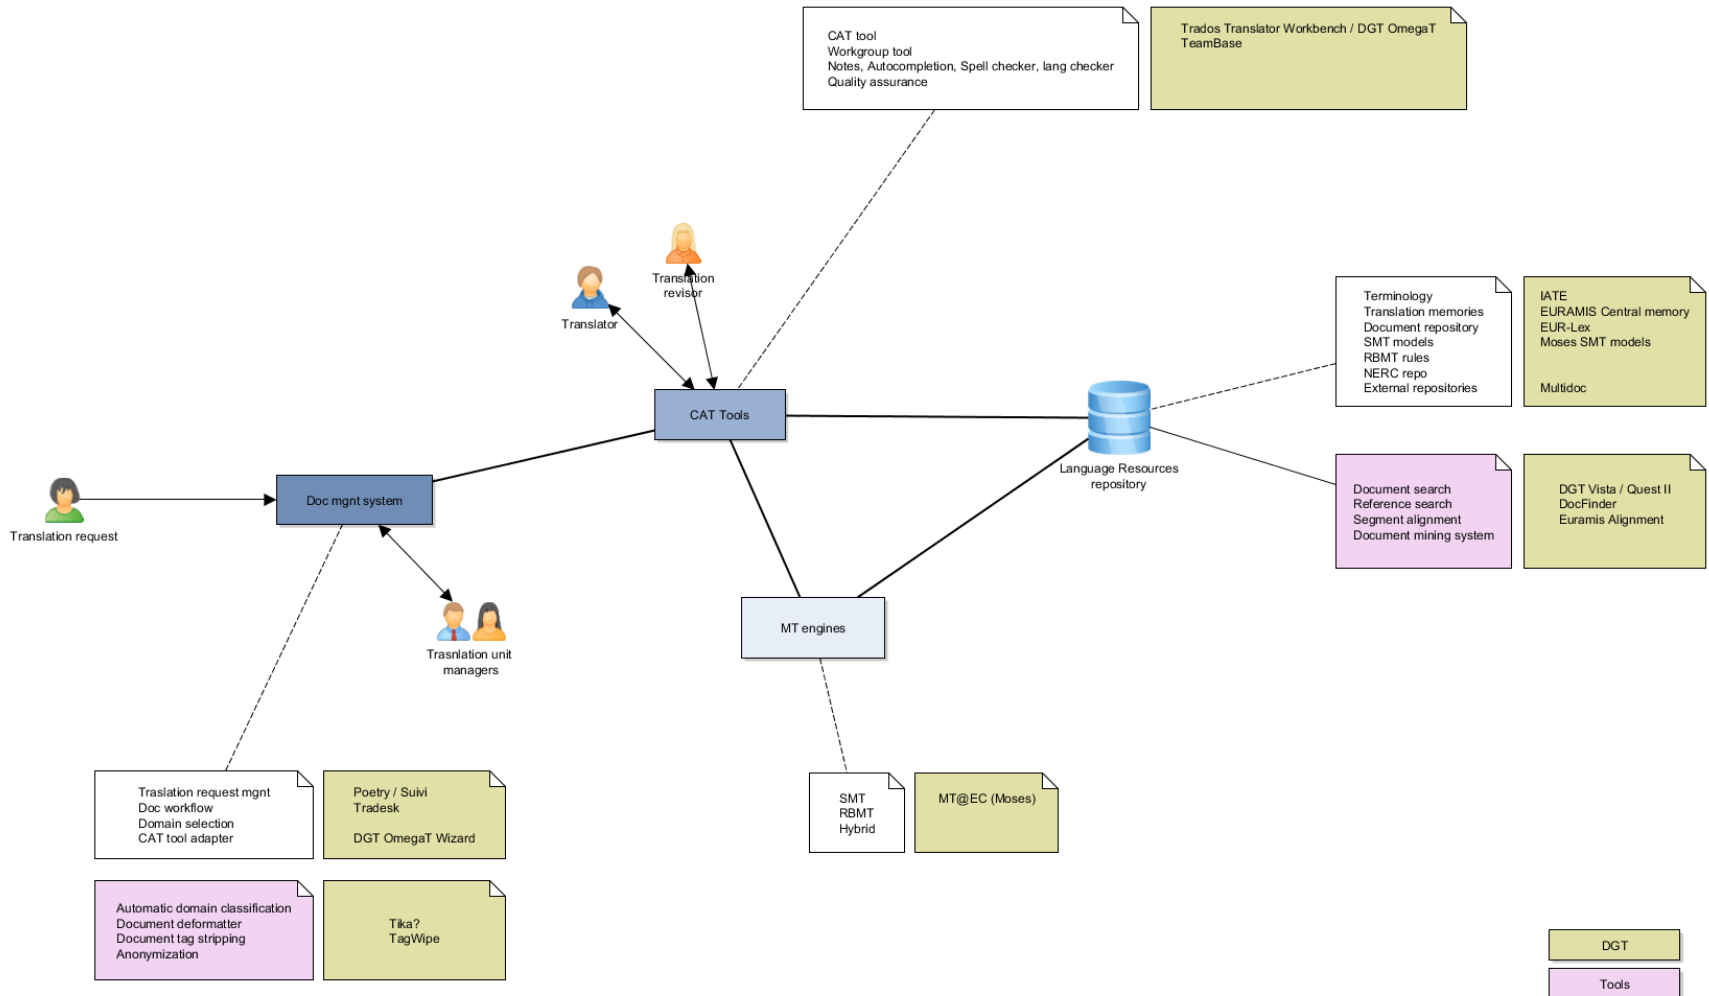 CAT tool
Workgroup tool
Notes, Autocompletion, Spell checker, lang checker
Quality assurance
Trados Translator Workbench / DGT OmegaT
TeamBase
Translation
revisor
Translator
CAT Tools
Terminology
Translation memories
Document repository
SMT models
RBMT rules
NERC repo
External repositories
IATE
EURAMIS Central memory
EUR-Lex
Moses SMT models
Multidoc
Language Resources
repository
Document search
Reference search
Segment alignment
Document mining system
DGT Vista / Quest II
DocFinder
Euramis Alignment
Translation request
Doc mgnt system
Trasnlation unit
managers
MT engines
Traslation request mgnt
Doc workflow
Domain selection
CAT tool adapter
Poetry / Suivi
Tradesk
DGT OmegaT Wizard
SMT
RBMT
Hybrid
MT@EC (Moses)
Automatic domain classification
Document deformatter
Document tag stripping
Anonymization
Tika?
TagWipe
DGT
Tools